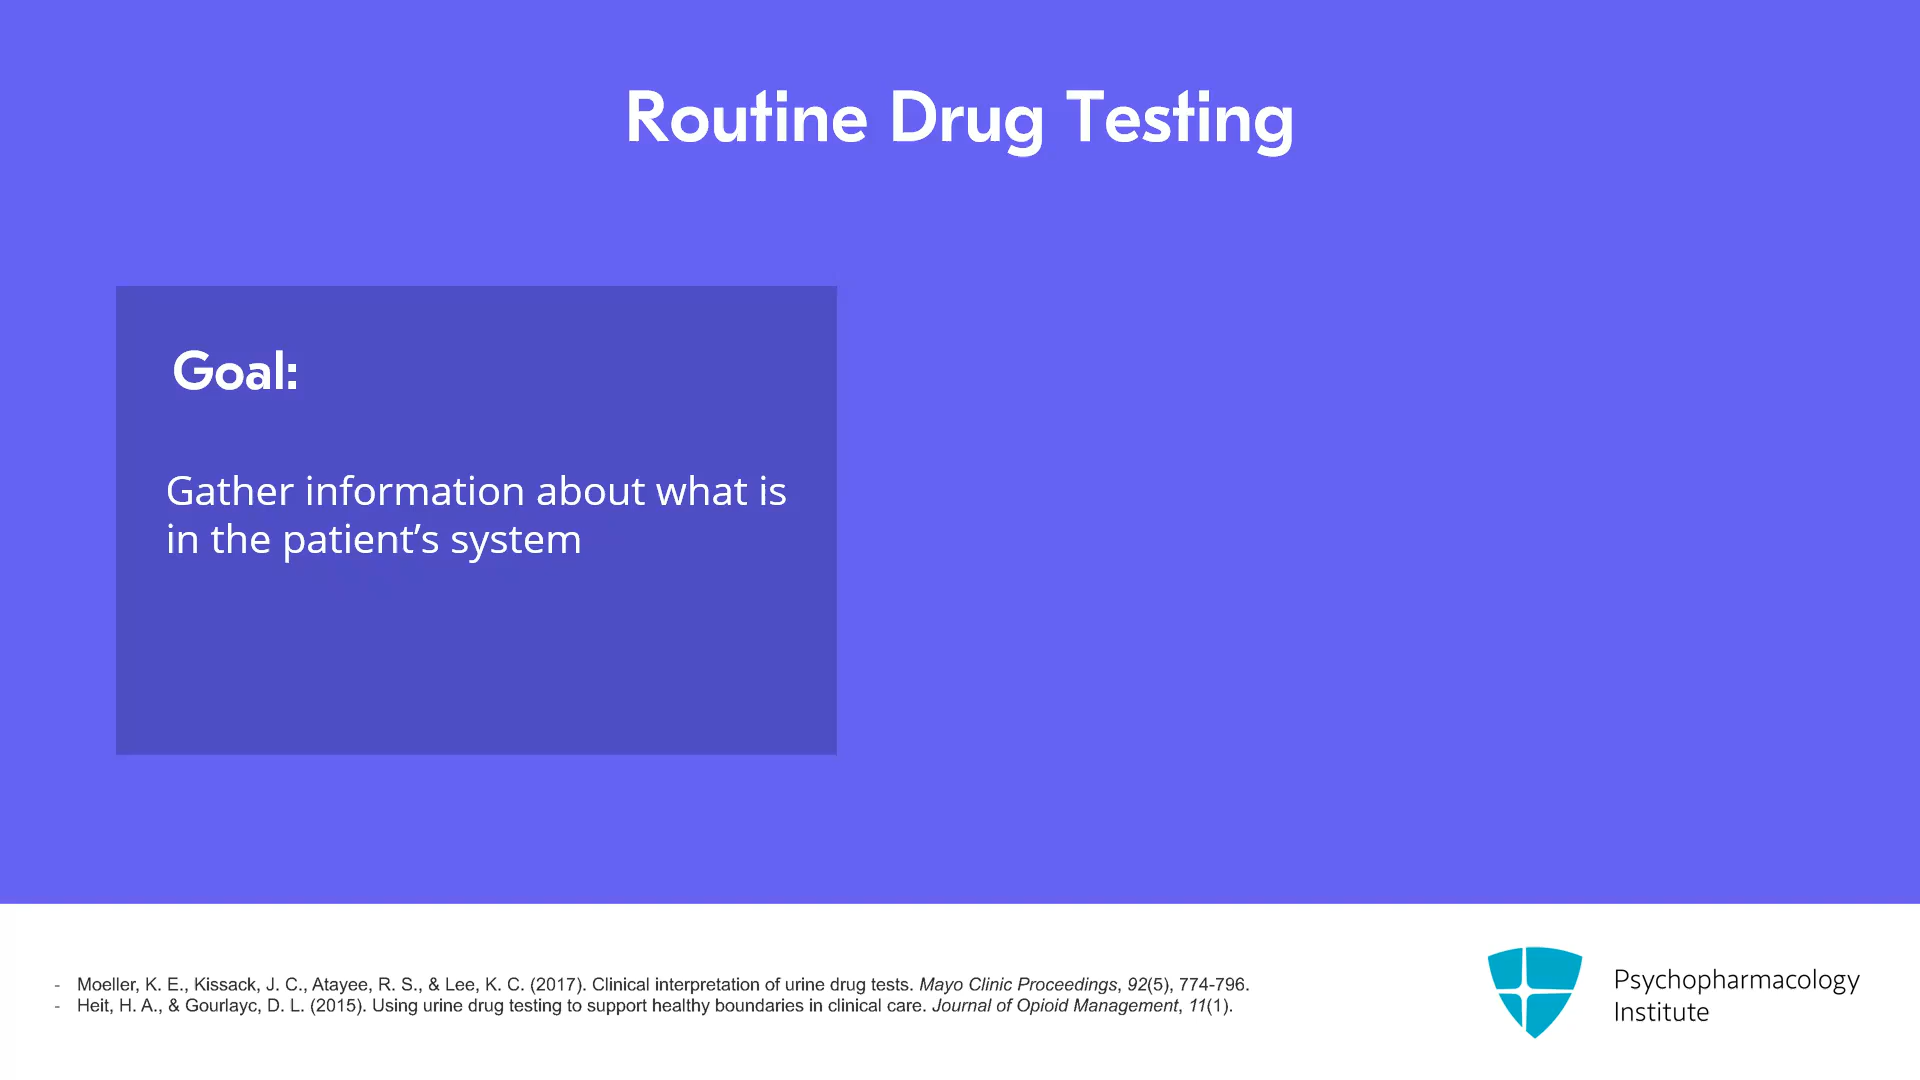 Routine Drug Testing
Goal:
Gather information about what is
in the patient’s system
- Moeller, K. E., Kissack, J. C., Atayee, R. S., & Lee, K. C. (2017). Clinical interpretation of urine drug tests. Mayo Clinic Proceedings, 92(5), 774-796.
- Heit, H. A., & Gourlayc, D. L. (2015). Using urine drug testing to support healthy boundaries in clinical care. Journal of Opioid Management, 11(1).
Psychopharmacology
Institute